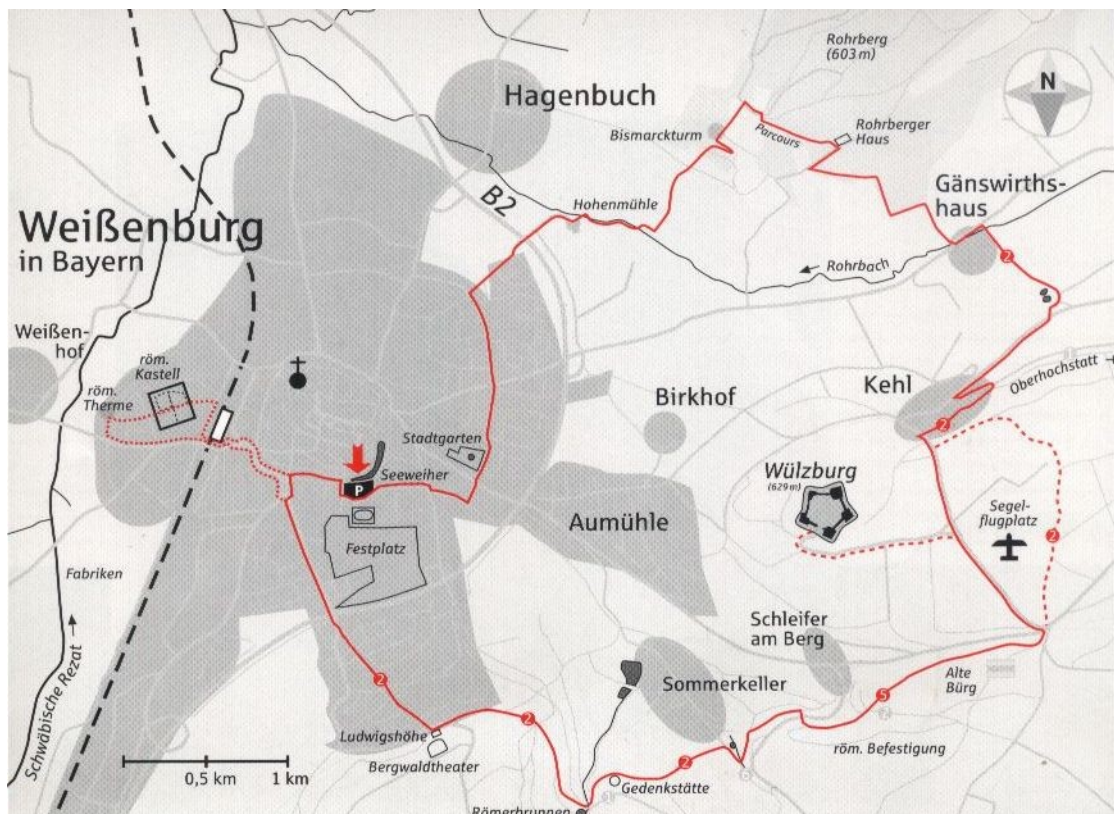 Rohrberg
(603 m)
N
Hagenbuch
Bismarckturm
Parcours
Rohrberger
Haus
B2
Hohenmühle
Gänswirths-
haus
Weißenburg
in Bayern
2
Rohrbach
Weißen-
hof
röm.
Kastell
röm.
Therme
Oberhochstatt
Kehl
2
Birkhof
Stadtgarten
Seeweiher
P
Wülzburg
(629 m)
Segel-
flugplatz
2
Aumühle
Festplatz
Fabriken
Schleifer
am Berg
Schwäbische Rezat
2
Sommerkeller
Alte
Bürg
5
2
Ludwigshöhe
Bergwaldtheater
röm. Befestigung
2
0,5 km
1 km
Gedenkstätte
Römerbrunnen